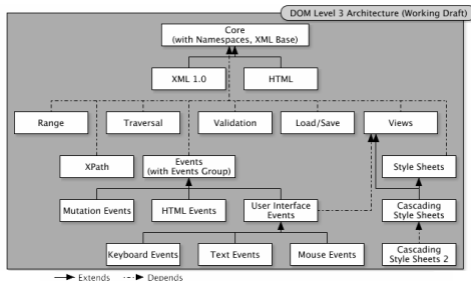 DOM Level 3 Architecture (Working Draft)
Core
(with Namespaces, XML Base)
XML 1.0
HTML
Range
Traversal
Validation
Load/Save
Views
XPath
Events
(with Events Group)
Style Sheets
Mutation Events
HTML Events
User Interface
Events
Cascading
Style Sheets
Keyboard Events
Text Events
Mouse Events
Cascading
Style Sheets 2
Extends
Depends